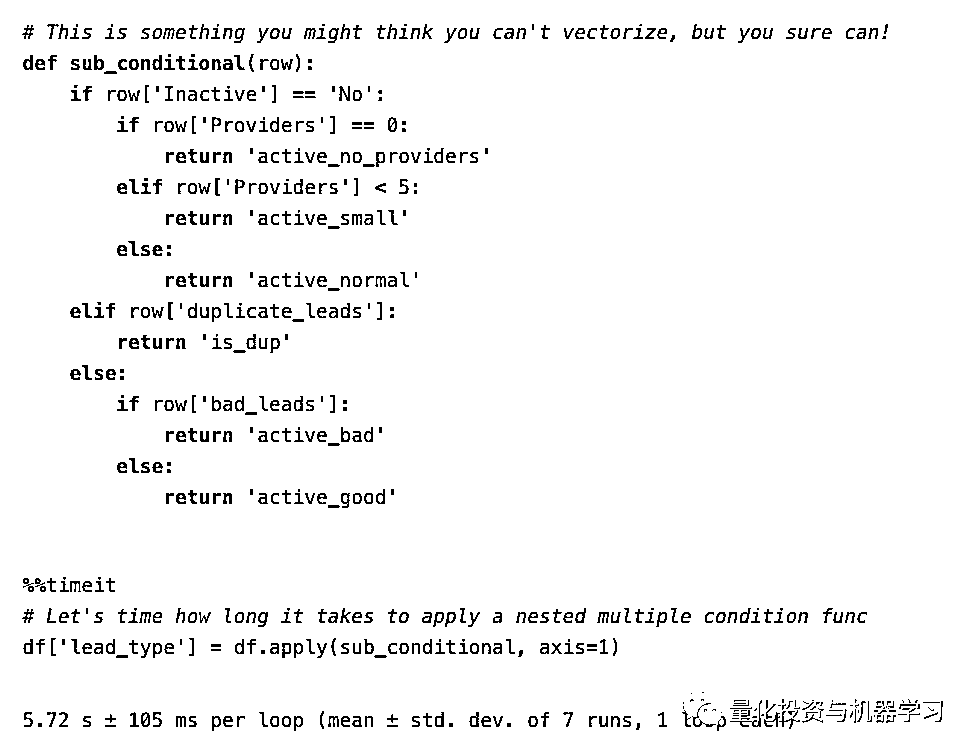 # This is something you might think you can't vectorize, but you sure can!
def sub_conditional(row):
    if row['Inactive'] == 'No':
        if row['Providers'] == 0:
            return 'active_no_providers'
        elif row['Providers'] < 5:
            return 'active_small'
        else:
            return 'active_normal'
    elif row['duplicate_leads']:
        return 'is_dup'
    else:
        if row['bad_leads']:
            return 'active_bad'
        else:
            return 'active_good'
%%timeit
# Let's time how long it takes to apply a nested multiple condition func
df['lead_type'] = df.apply(sub_conditional, axis=1)
5.72 s ± 105 ms per loop (mean ± std. dev. of 7 runs, 1 loop each)
量化投资与机器学习